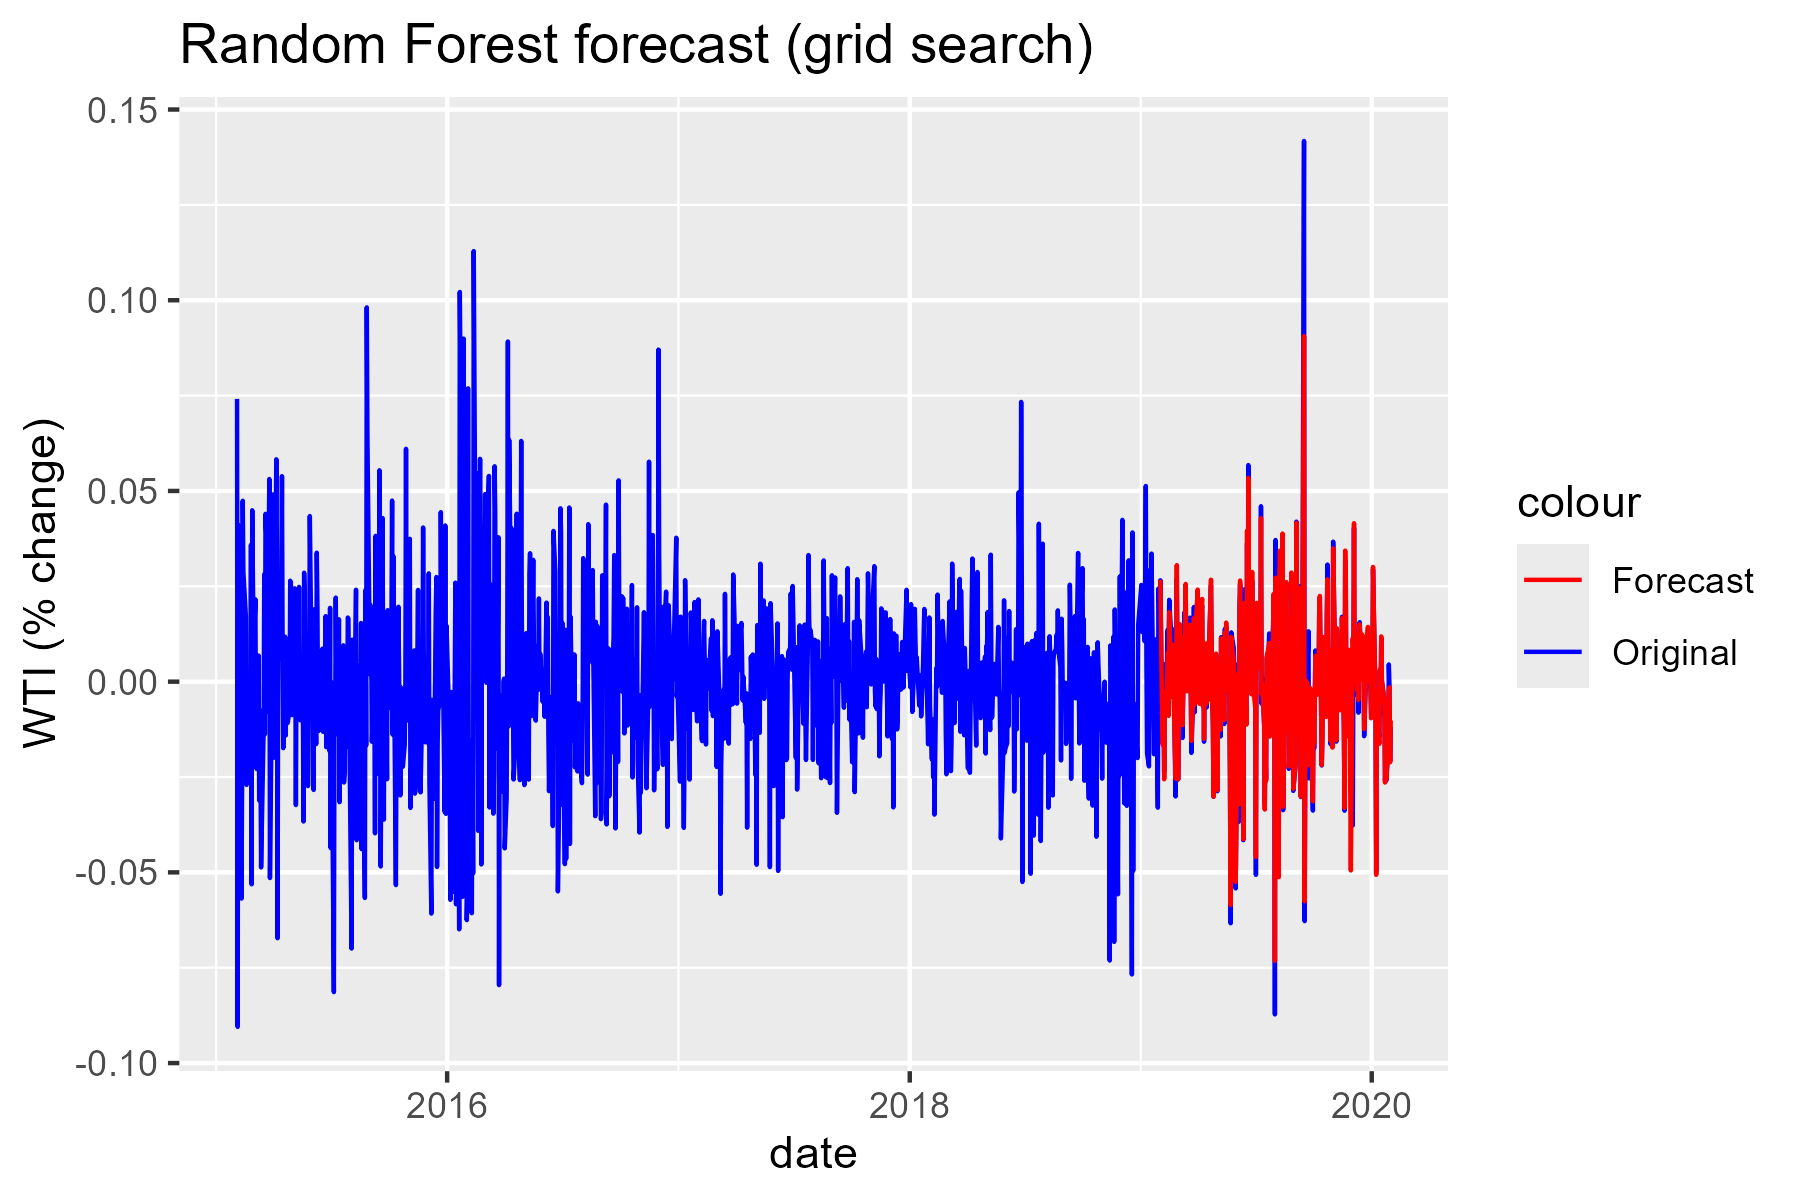 Random Forest forecast (grid search)
0.15
0.10
0.05
0.00
-0.05
-0.10
WTI (% change)
2016
2018
2020
date
colour
Forecast
Original